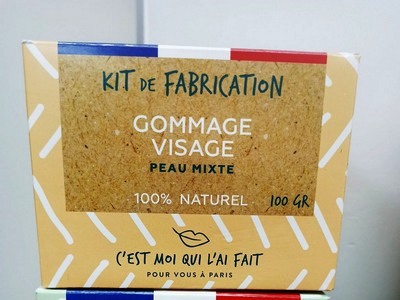 KIT DE FABRICATION
GOMMAGE
VISAGE
PEAU MIXTE
100% NATUREL
100 GR
C'EST MOI QUI L'AI FAIT
POUR VOUS À PARIS